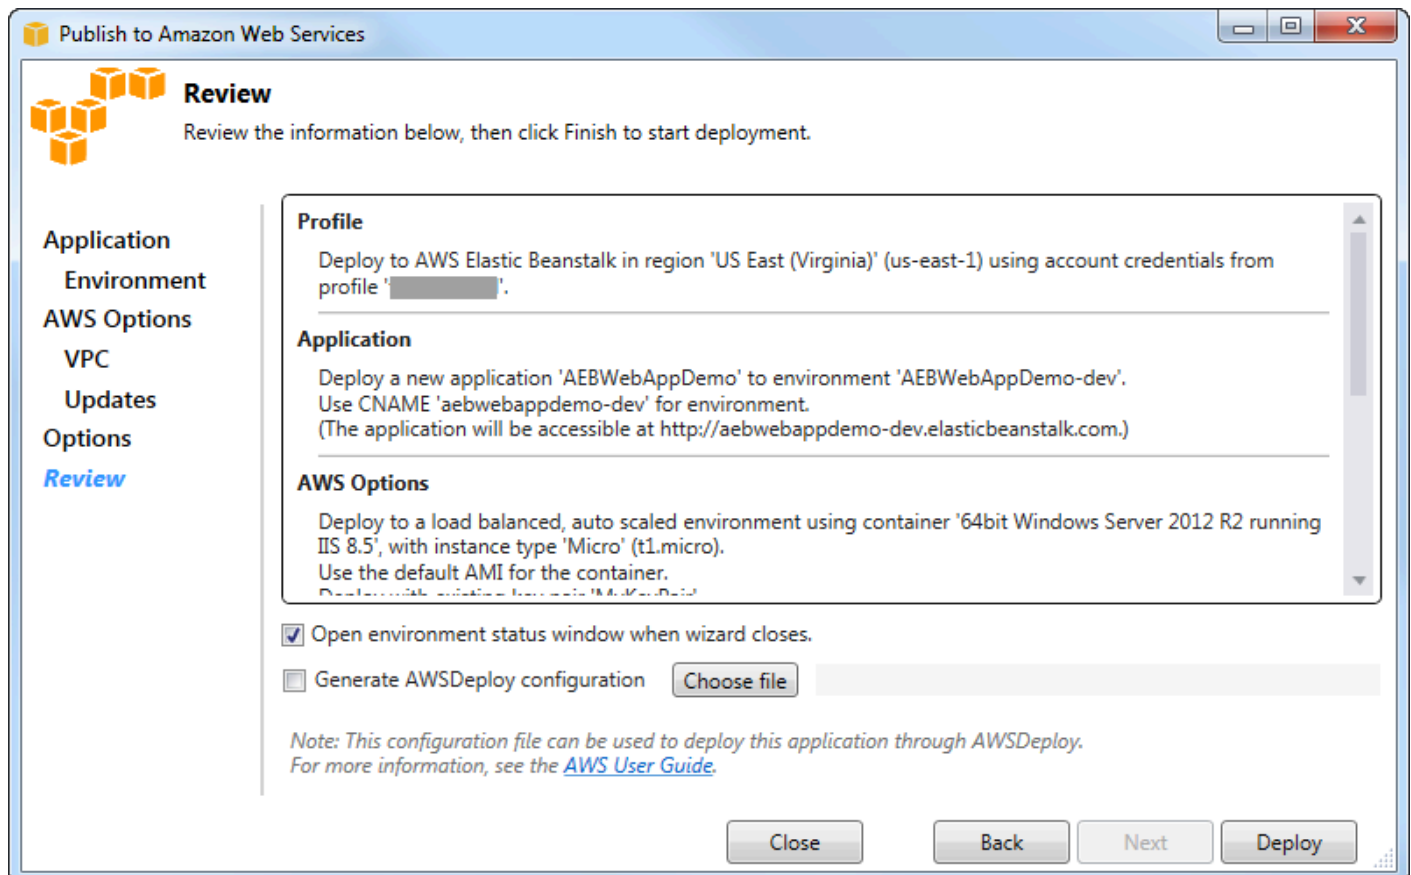 Publish to Amazon Web Services
Review
Review the information below, then click Finish to start deployment.
Application
Environment
AWS Options
VPC
Updates
Options
Review
Profile
Deploy to AWS Elastic Beanstalk in region 'US East (Virginia)' (us-east-1) using account credentials from
profile ' '.
Application
Deploy a new application 'AEBWebAppDemo' to environment 'AEBWebAppDemo-dev'.
Use CNAME 'aebwebappdemo-dev' for environment.
(The application will be accessible at http://aebwebappdemo-dev.elasticbeanstalk.com.)
AWS Options
Deploy to a load balanced, auto scaled environment using container '64bit Windows Server 2012 R2 running
IIS 8.5', with instance type 'Micro' (t1.micro).
Use the default AMI for the container.
Deploy with existing key pair 'MyKeyPair'
Open environment status window when wizard closes.
Generate AWSDeploy configuration Choose file
Note: This configuration file can be used to deploy this application through AWSDeploy.
For more information, see the AWS User Guide.
Close Back Next Deploy